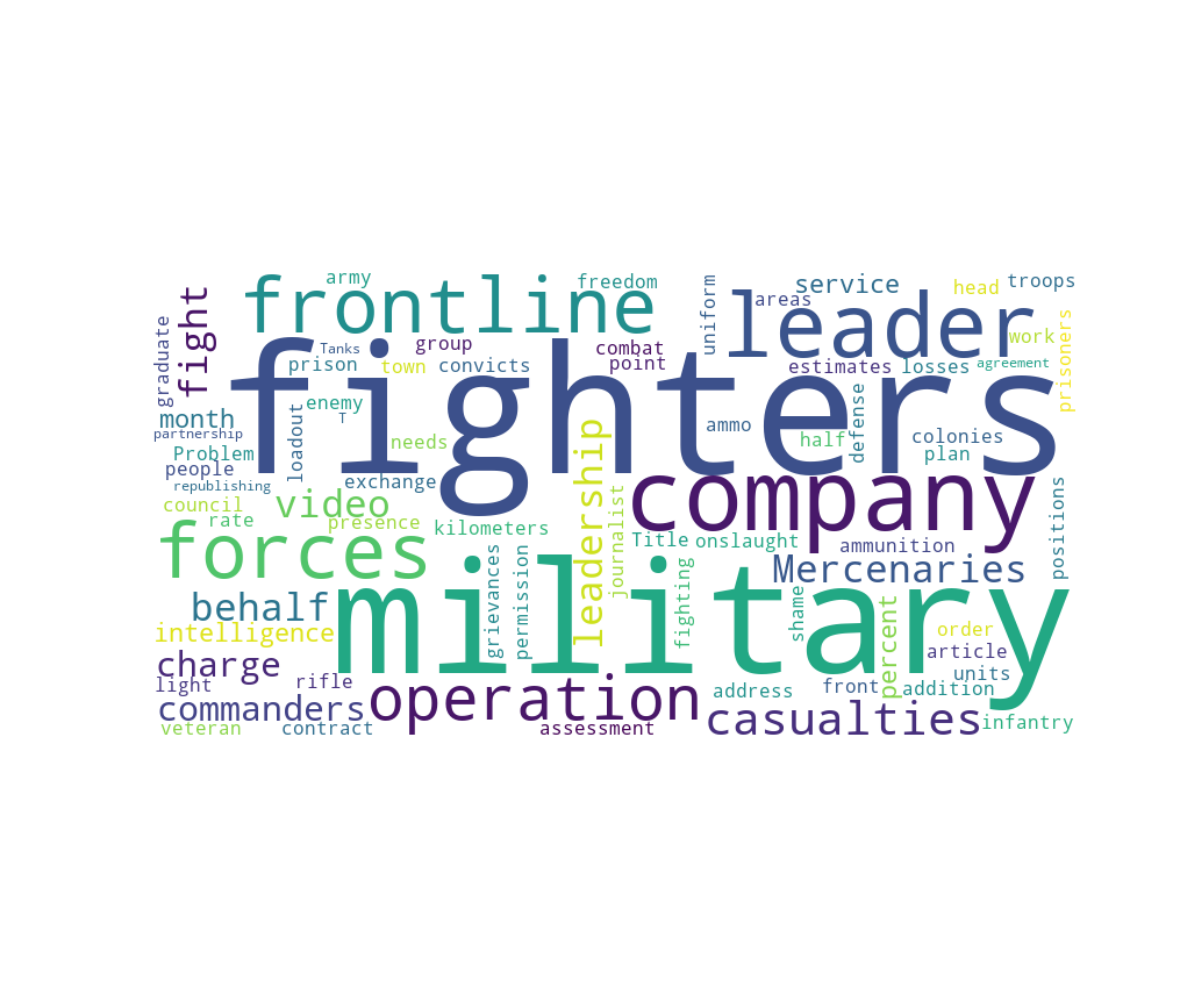 army
freedom
service
head
troops
frontline
leader
areas
uniform
fight
graduate
Tanks
group
combat
work
prison
town
convicts
point
estimates
losses
agreement
prisoners
fighters
month
enemy
T
loadout
needs
ammo
half
defense
colonies
plan
partnership
Problem
people
republishing
exchange
company
council
video
leadership
journalist
rate
presence
kilometers
positions
forces
Title
onslaught
ammunition
Mercenaries
grievances
permission
fighting
shame
military
behalf
intelligence
percent
order
article
charge
light
rifle
operation
units
address
front
addition
commanders
casualties
infantry
veteran
contract
assessment